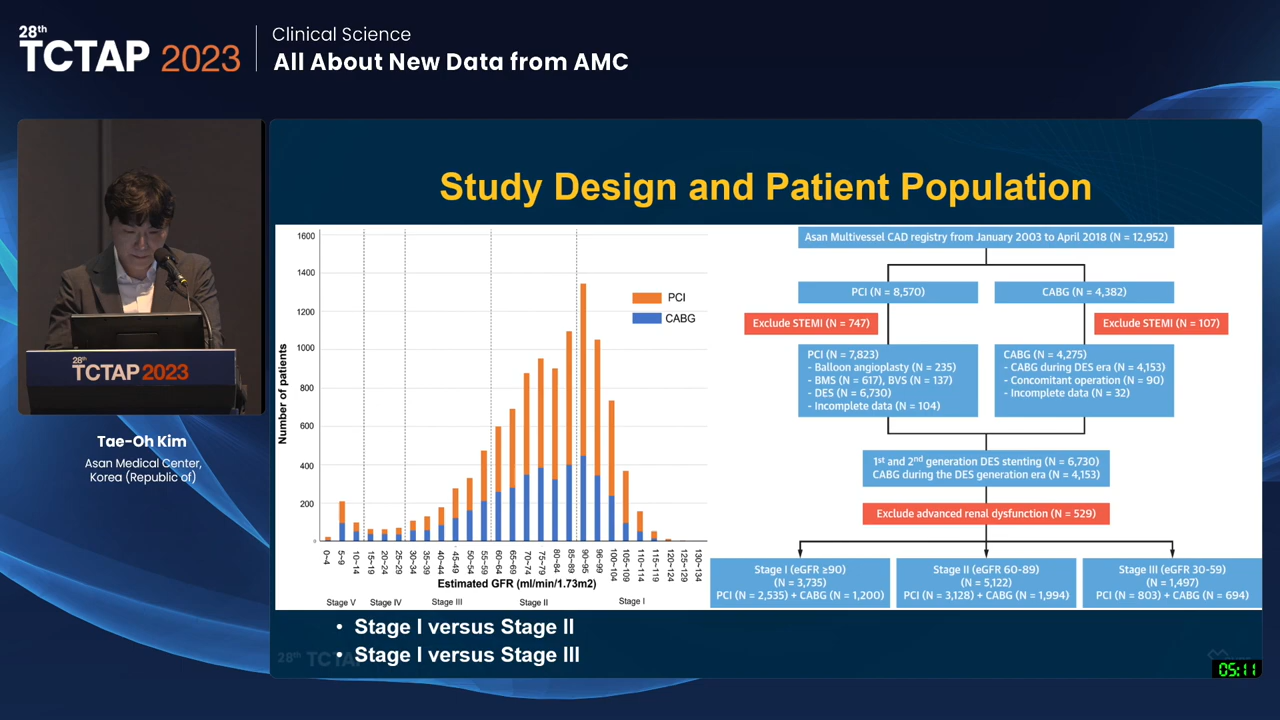 28th
TCTAP 2023
Clinical Science
All About New Data from AMC
28th
TCTAP 2023
Tae-Oh Kim
Asan Medical Center,
Korea (Republic of)
Study Design and Patient Population
1600
1400
1200
1000
800
600
400
200
0
Number of patients
PCI
CABG
0~4
5~9
10~14
15~19
20~24
25~29
30~34
35~39
40~44
45~49
50~54
55~59
60~64
65~69
70~74
75~79
80~84
85~89
90~95
96~99
100~104
105~109
110~114
115~119
120~124
125~129
130~134
Estimated GFR (ml/min/1.73m2)
Stage V
Stage IV
Stage III
Stage II
Stage I
Asan Multivessel CAD registry from January 2003 to April 2018 (N = 12,952)
PCI (N = 8,570)
CABG (N = 4,382)
Exclude STEMI (N = 747)
Exclude STEMI (N = 107)
PCI (N = 7,823)
- Balloon angioplasty (N = 235)
- BMS (N = 617), BVS (N = 137)
- DES (N = 6,730)
- Incomplete data (N = 104)
CABG (N = 4,275)
- CABG during DES era (N = 4,153)
- Concomitant operation (N = 90)
- Incomplete data (N = 32)
1st and 2nd generation DES stenting (N = 6,730)
CABG during the DES generation era (N = 4,153)
Exclude advanced renal dysfunction (N = 529)
Stage I (eGFR ≥90)
(N = 3,735)
PCI (N = 2,535) + CABG (N = 1,200)
Stage II (eGFR 60-89)
(N = 5,122)
PCI (N = 3,128) + CABG (N = 1,994)
Stage III (eGFR 30-59)
(N = 1,497)
PCI (N = 803) + CABG (N = 694)
• Stage I versus Stage II
• Stage I versus Stage III
28th TCTAP
05:11